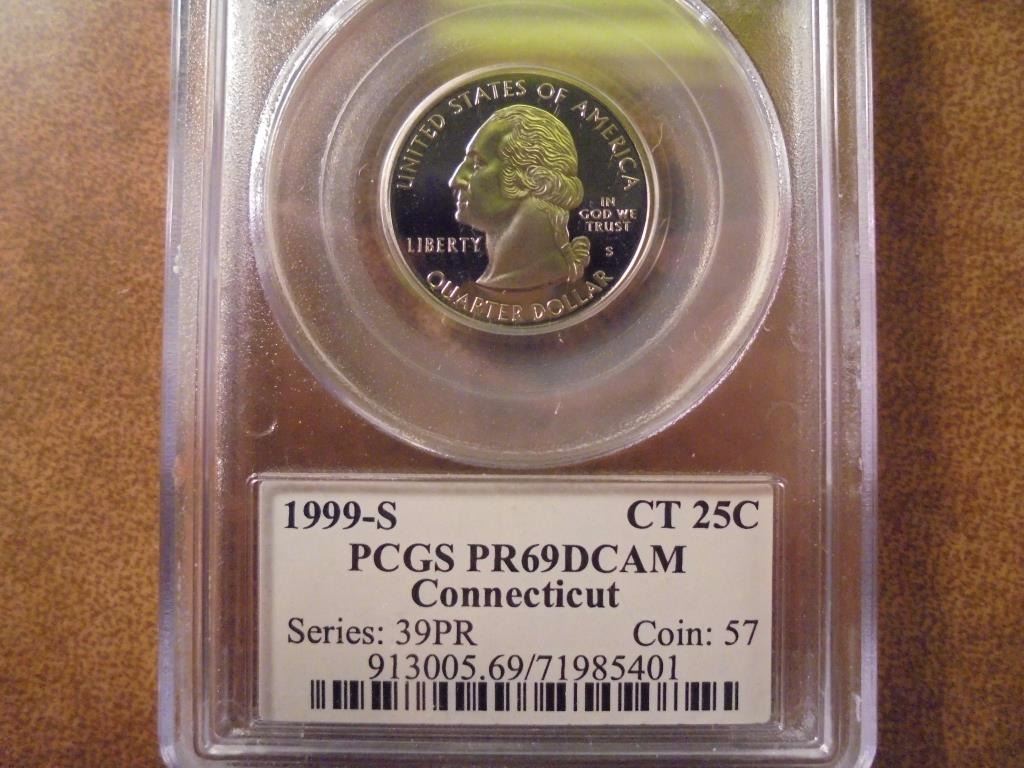 UNITED STATES OF AMERICA
IN
GOD WE
TRUST
LIBERTY
S
QUARTER DOLLAR
1999-S CT 25C
PCGS PR69DCAM
Connecticut
Series: 39PR Coin: 57
913005.69/71985401